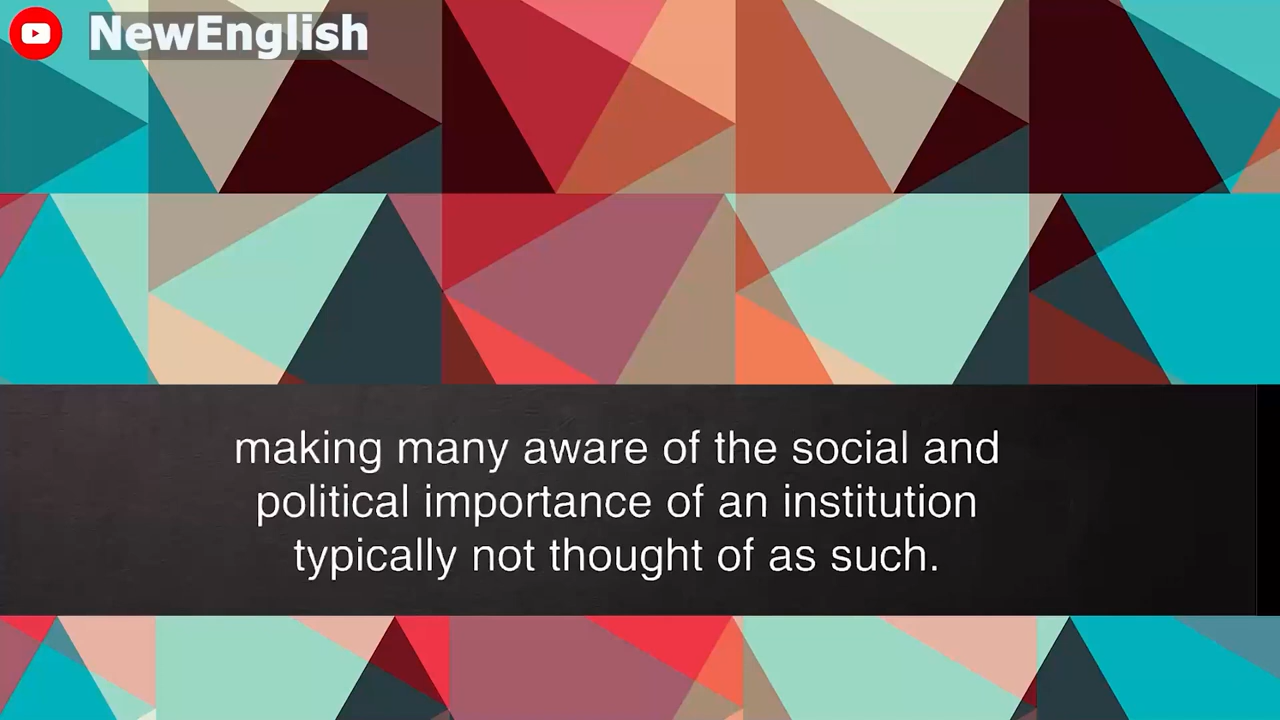 NewEnglish
making many aware of the social and
political importance of an institution
typically not thought of as such.